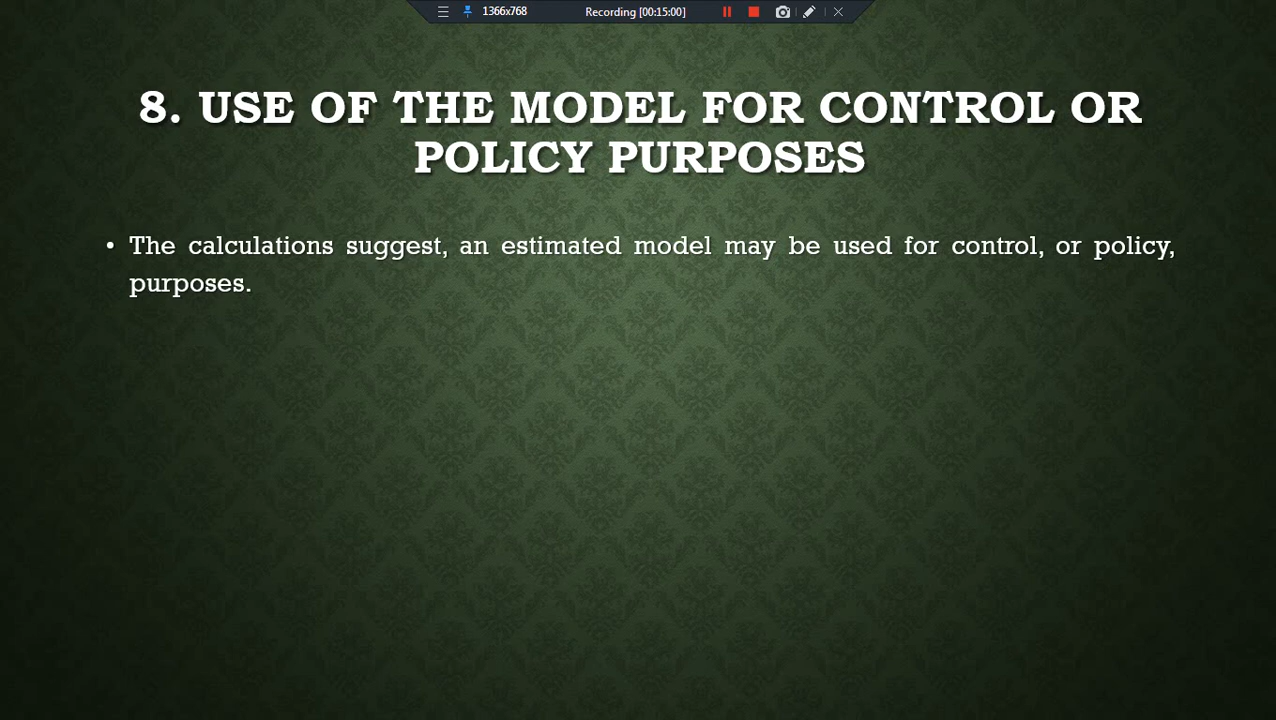 1366x768 Recording [00:15:00]
8. USE OF THE MODEL FOR CONTROL OR
POLICY PURPOSES
• The calculations suggest, an estimated model may be used for control, or policy,
purposes.